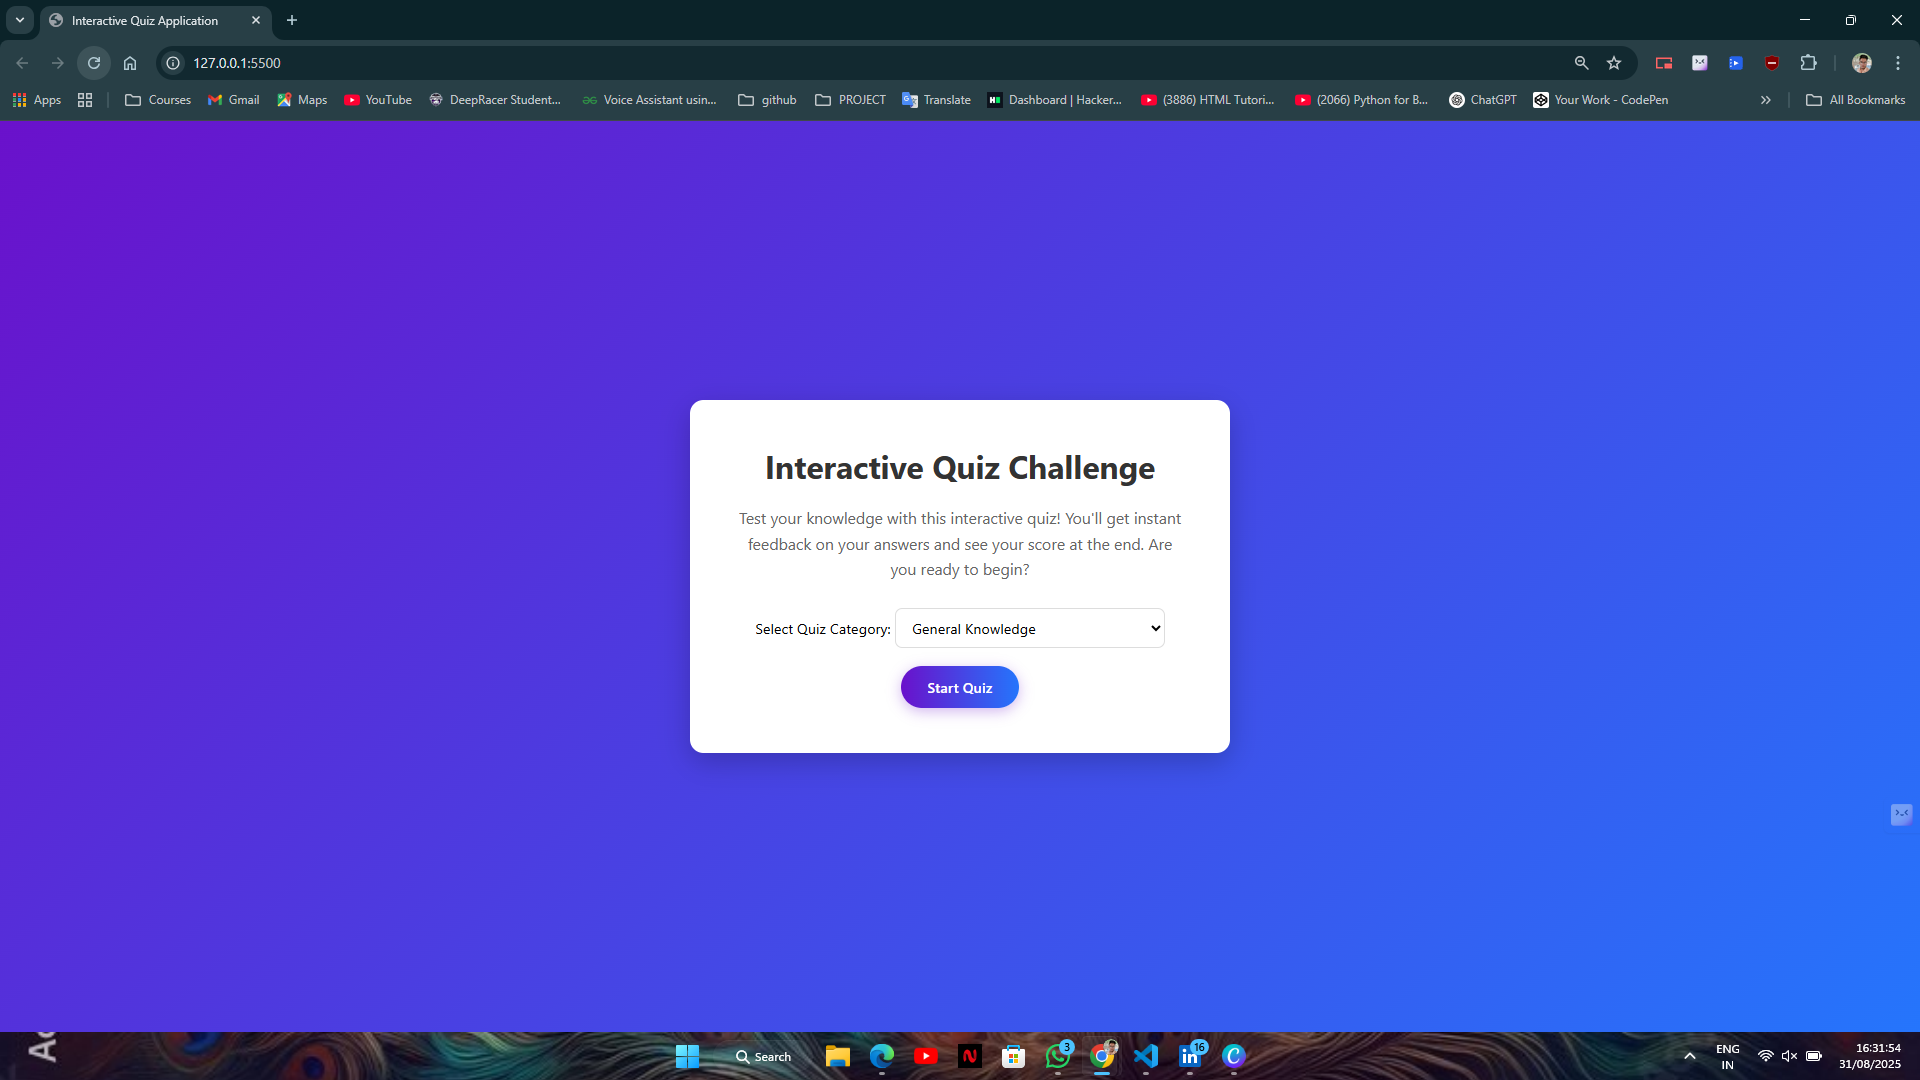 Interactive Quiz Application
127.0.0.1:5500
Apps
Courses
Gmail
Maps
YouTube
DeepRacer Student...
Voice Assistant usin...
github
PROJECT
Translate
Dashboard | Hacker...
(3886) HTML Tutori...
(2066) Python for B...
ChatGPT
Your Work - CodePen
All Bookmarks
Interactive Quiz Challenge
Test your knowledge with this interactive quiz! You'll get instant
feedback on your answers and see your score at the end. Are
you ready to begin?
Select Quiz Category: General Knowledge
Start Quiz
Search
3
16
ENG
IN
16:31:54
31/08/2025